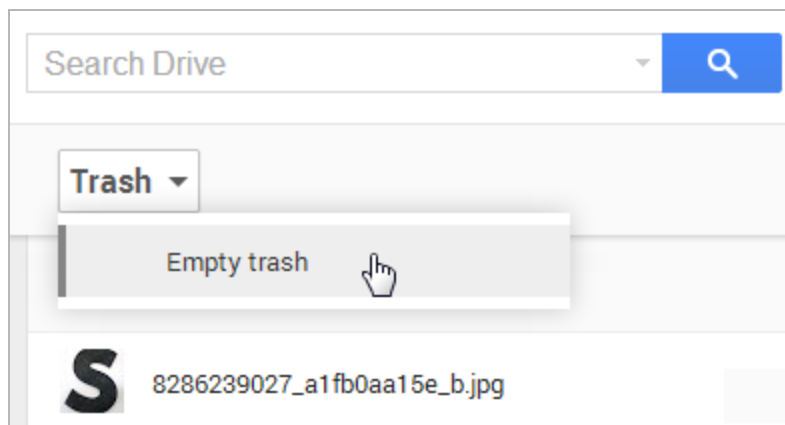 Search Drive
Trash
Empty trash
S
8286239027_a1fb0aa15e_b.jpg